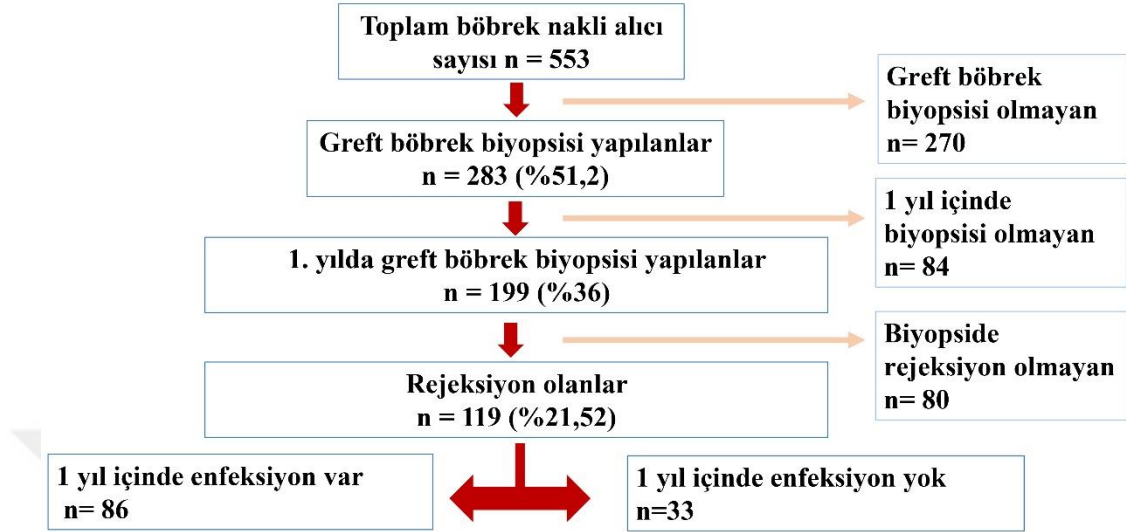 Toplam böbrek nakli alıcı
sayısı n = 553
Greft böbrek
biyopsisi olmayan
n= 270
Greft böbrek biyopsisi yapılanlar
n = 283 (%51,2)
1 yıl içinde
biyopsisi olmayan
n= 84
1. yılda greft böbrek biyopsisi yapılanlar
n = 199 (%36)
Biyopside
rejeksiyon olmayan
n= 80
Rejeksiyon olanlar
n = 119 (%21,52)
1 yıl içinde enfeksiyon var
n= 86
1 yıl içinde enfeksiyon yok
n=33